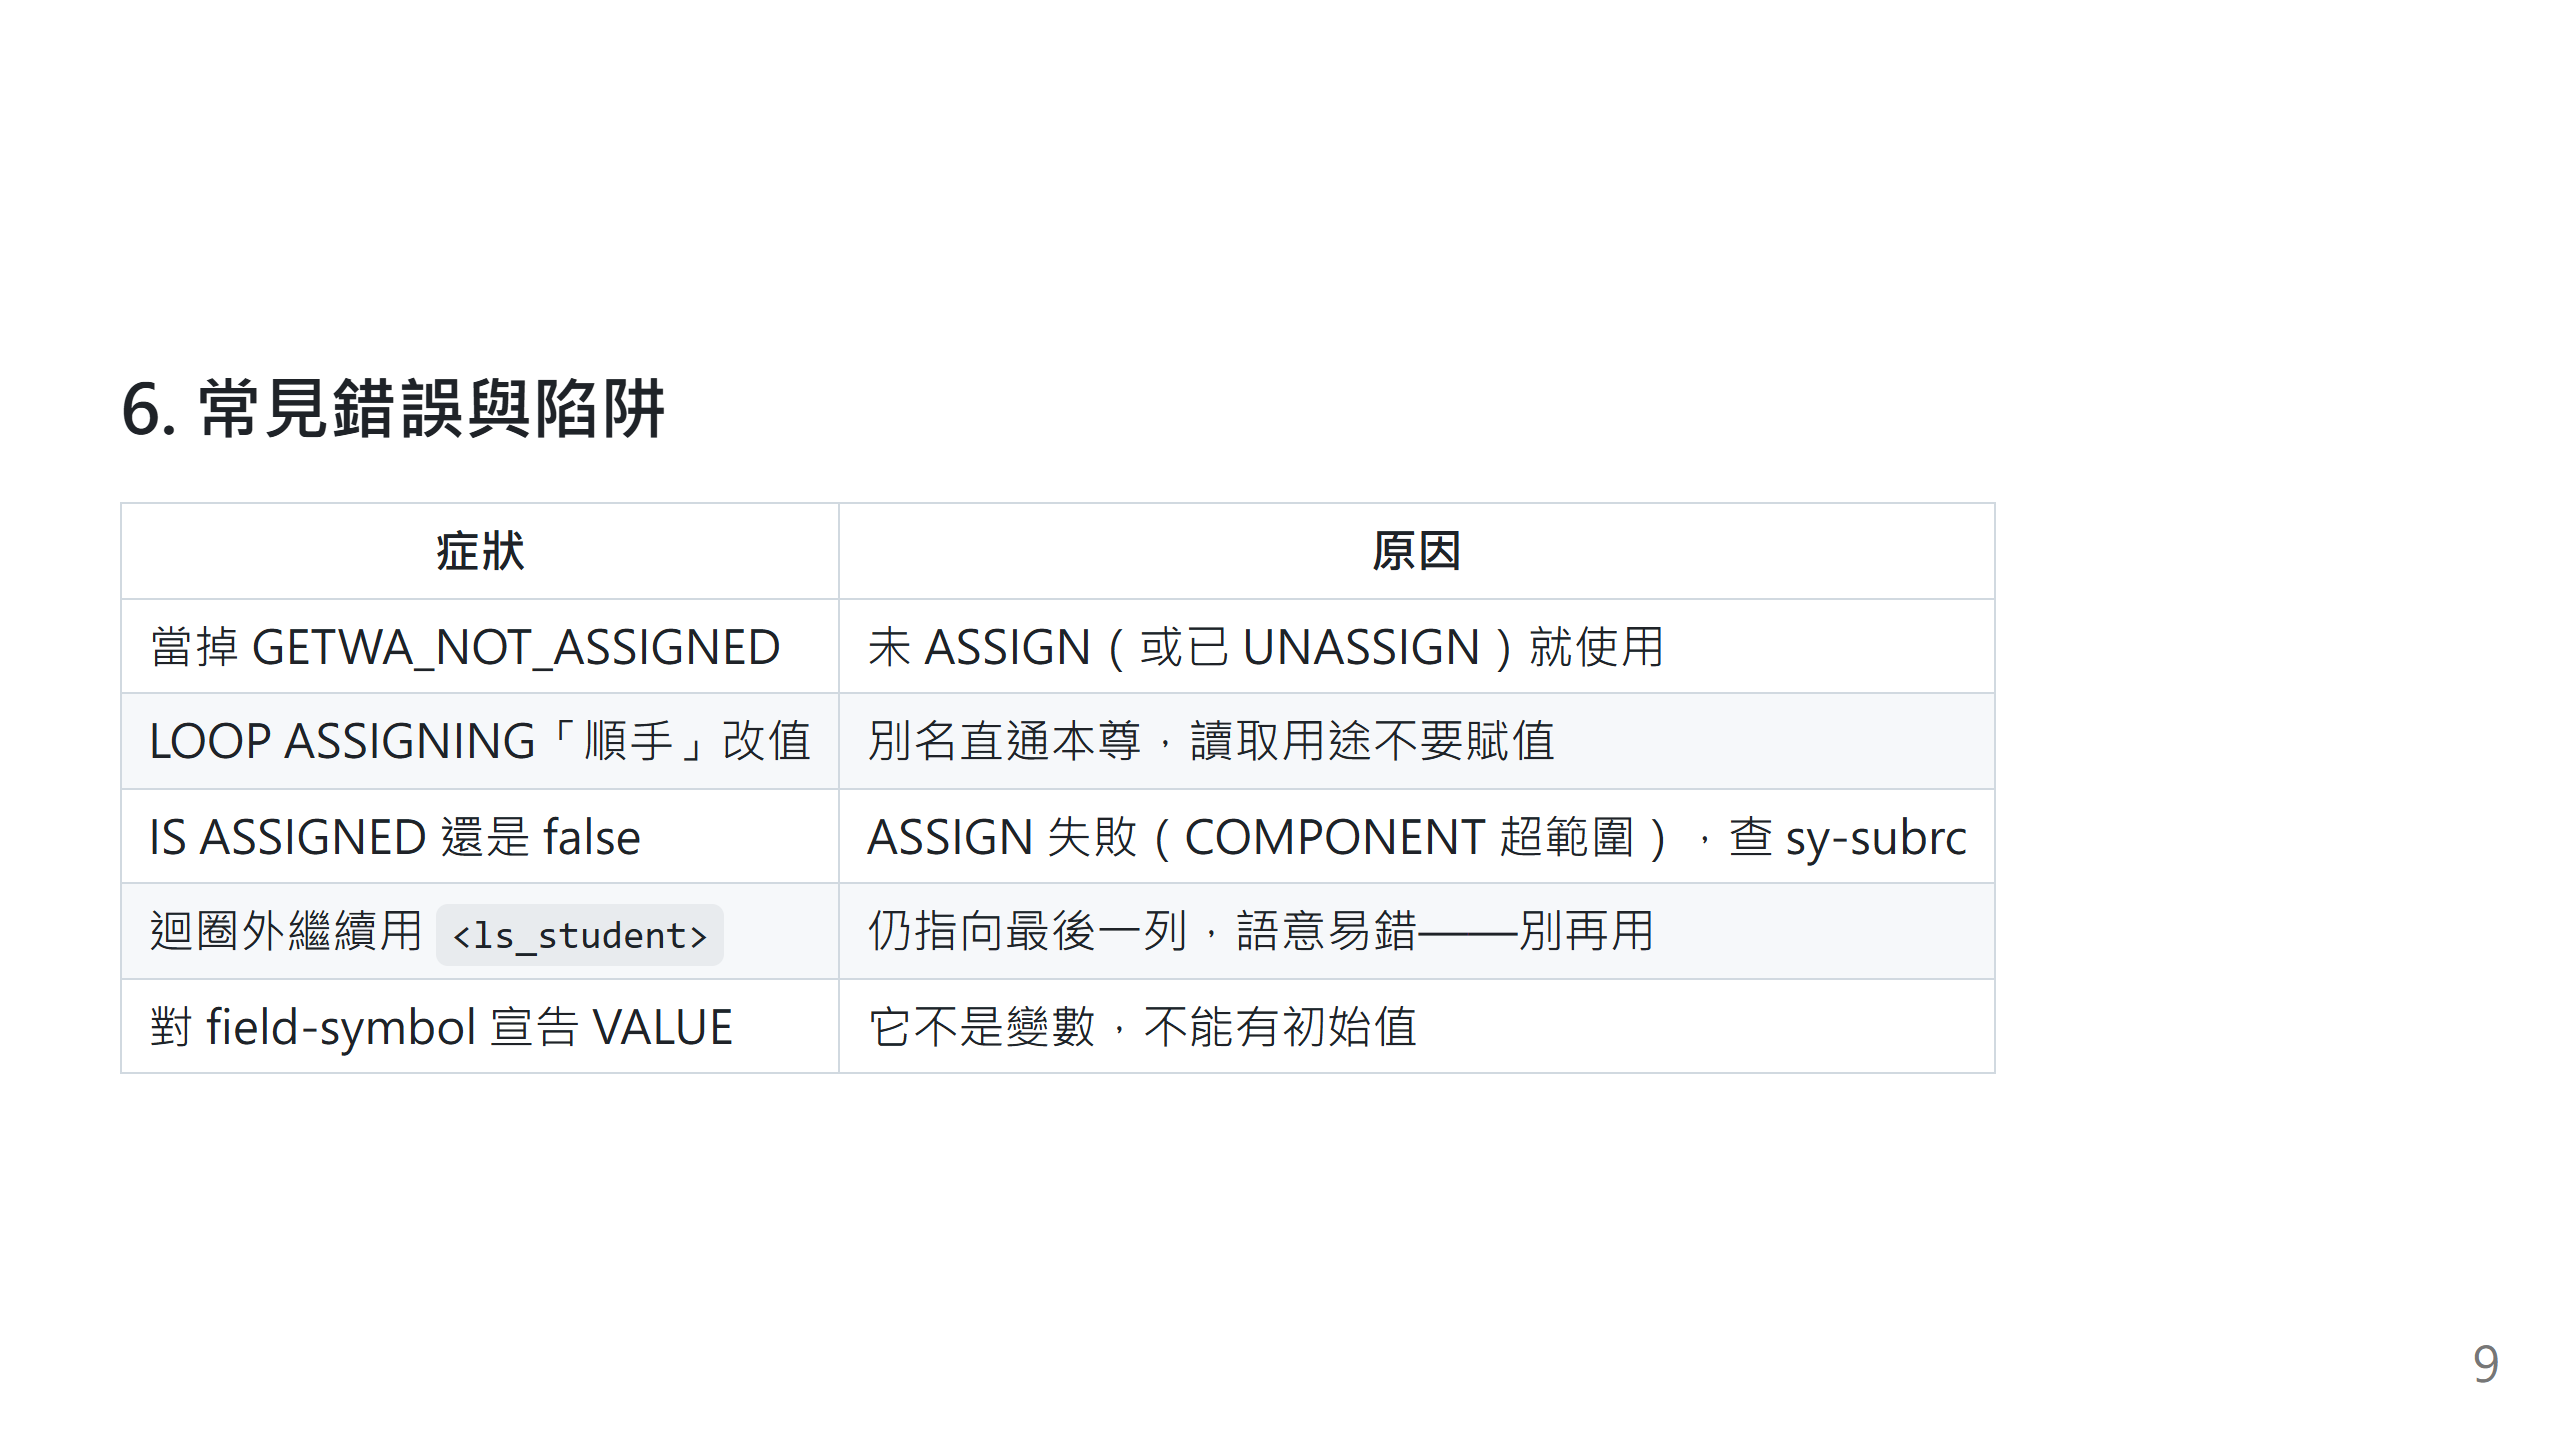 6. 常見錯誤與陷阱
症狀 原因
當掉 GETWA_NOT_ASSIGNED 未 ASSIGN（或已 UNASSIGN）就使用
LOOP ASSIGNING「順手」改值 別名直通本尊，讀取用途不要賦值
IS ASSIGNED 還是 false ASSIGN 失敗（COMPONENT 超範圍），查 sy-subrc
迴圈外繼續用 <ls_student> 仍指向最後一列，語意易錯——別再用
對 field-symbol 宣告 VALUE 它不是變數，不能有初始值
9